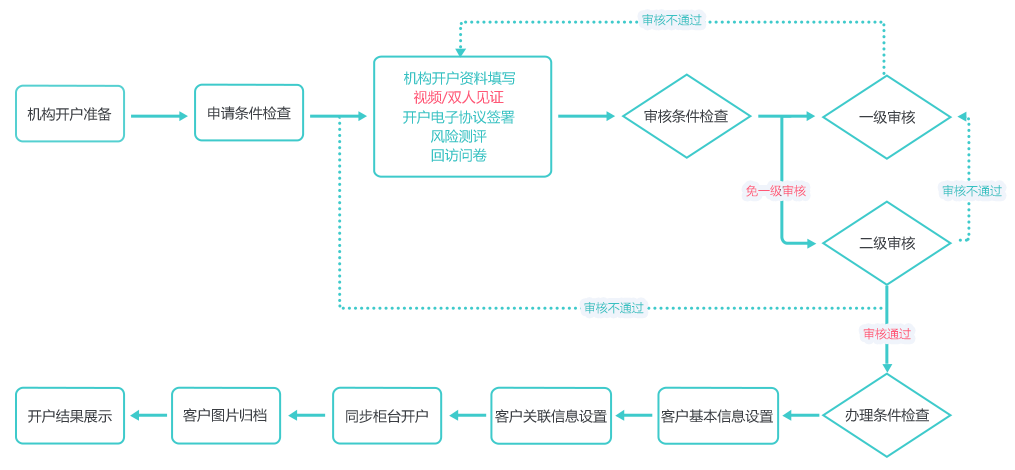 审核不通过
机构开户准备
申请条件检查
机构开户资料填写
视频/双人见证
开户电子协议签署
风险测评
回访问卷
审核条件检查
一级审核
免一级审核
审核不通过
二级审核
审核不通过
审核通过
开户结果展示
客户图片归档
同步柜台开户
客户关联信息设置
客户基本信息设置
办理条件检查